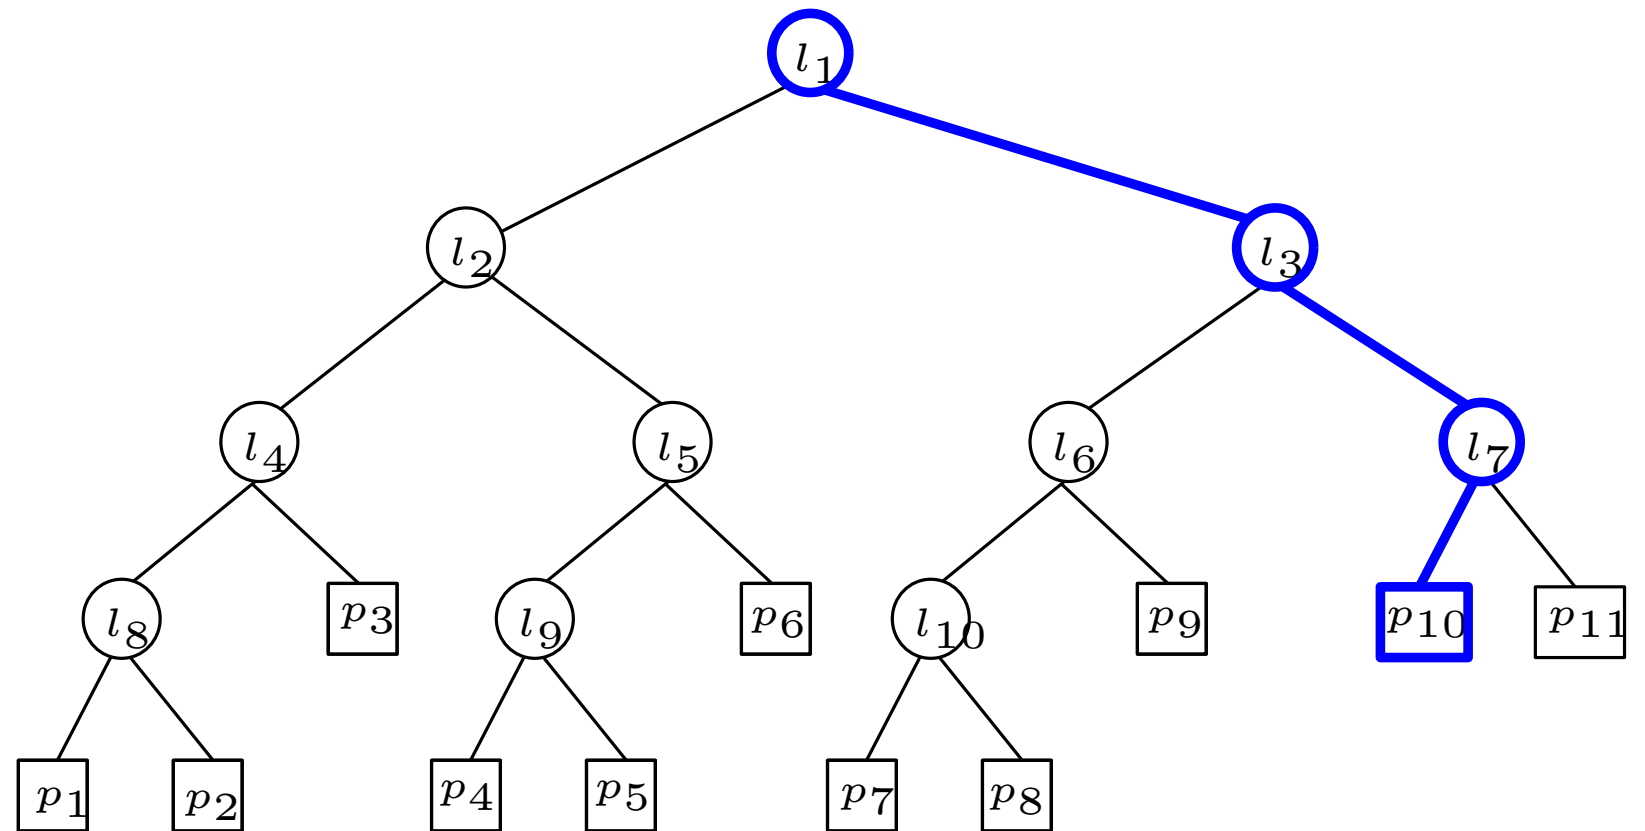 l₁
l₂ l₃
l₄ l₅ l₆ l₇
l₈ p₃ l₉ p₆ l₁₀ p₉ p₁₀ p₁₁
p₁ p₂ p₄ p₅ p₇ p₈